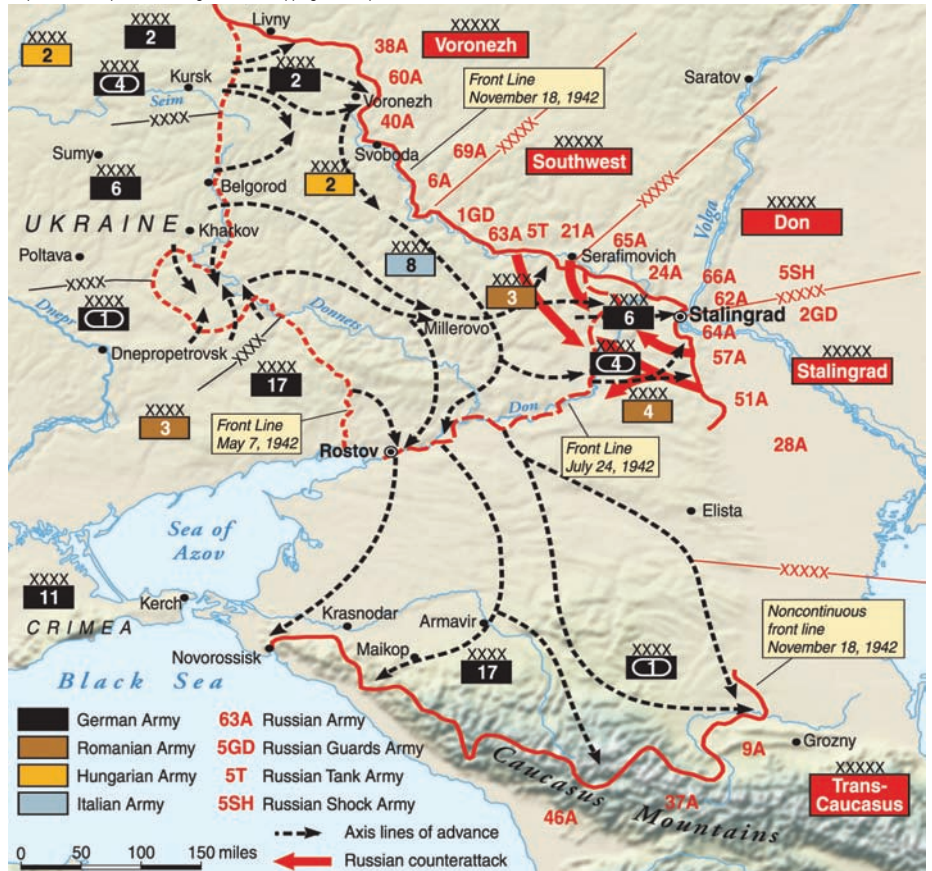 Livny
XXXX
2
XXXX
2
XXXX
4
Kursk
Seim
XXXX
XXXX
2
38A
60A
Voronezh
40A
XXXXX
Voronezh
Front Line
November 18, 1942
Saratov
XXXXX
Sumy
XXXX
6
Belgorod
XXXX
2
Svoboda
69A
6A
XXXXX
Southwest
XXXXX
XXXXX
Don
Volga
UKRAINE
Kharkov
Poltava
XXXX
1GD
63A
5T
21A
65A
Serafimovich
24A
66A
5SH
XXXX
8
XXXX
3
XXXX
1
Dnepr
Dnepropetrovsk
XXXX
Donnets
Millerovo
XXXX
6
62A
XXXXX
Stalingrad
2GD
64A
XXXX
17
XXXX
4
57A
XXXXX
Stalingrad
XXXX
3
Front Line
May 7, 1942
Don
XXXX
4
51A
Rostov
Front Line
July 24, 1942
28A
Elista
Sea of
Azov
XXXXX
XXXX
11
Kerch
CRIMEA
Krasnodar
Armavir
Maikop
Novorossisk
XXXX
17
XXXX
1
Noncontinuous
front line
November 18, 1942
Black Sea
9A
Grozny
Caucasus
Mountains
37A
46A
XXXXX
Trans-
Caucasus
German Army
63A Russian Army
Romanian Army
5GD Russian Guards Army
Hungarian Army
5T Russian Tank Army
Italian Army
5SH Russian Shock Army
Axis lines of advance
Russian counterattack
0 50 100 150 miles